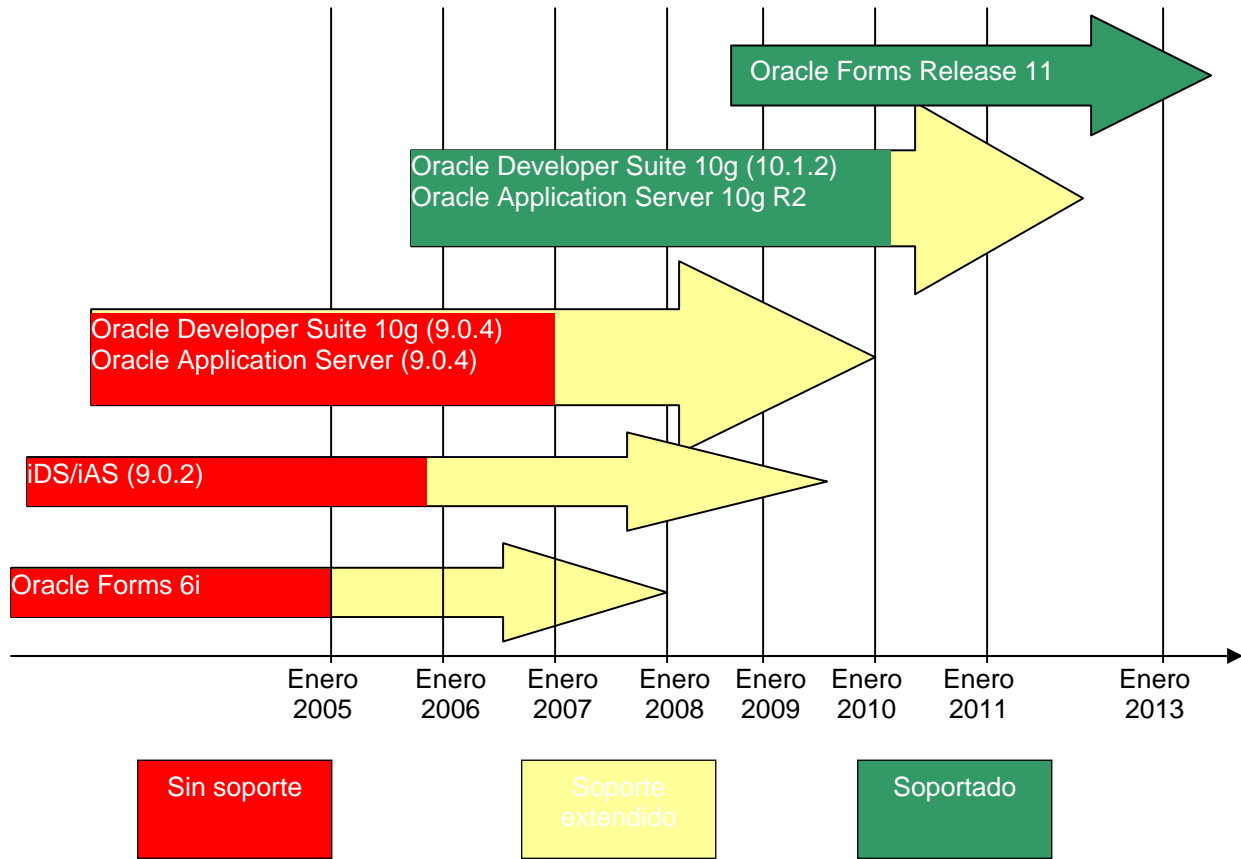 Oracle Forms Release 11
Oracle Developer Suite 10g (10.1.2)
Oracle Application Server 10g R2
Oracle Developer Suite 10g (9.0.4)
Oracle Application Server (9.0.4)
iDS/iAS (9.0.2)
Oracle Forms 6i
Enero
2005
Enero
2006
Enero
2007
Enero
2008
Enero
2009
Enero
2010
Enero
2011
Enero
2013
Sin soporte
Soporte
extendido
Soportado